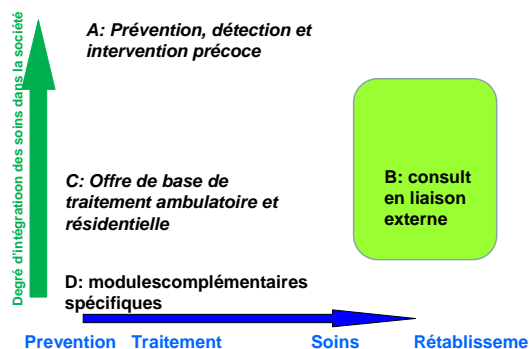 Degré d'intégratioon des soins dans la société
A: Prévention, détection et
intervention précoce
C: Offre de base de
traitement ambulatoire et
résidentielle
B: consult
en liaison
externe
D: modulescomplémentaires
spécifiques
Prevention Traitement Soins Rétablisseme